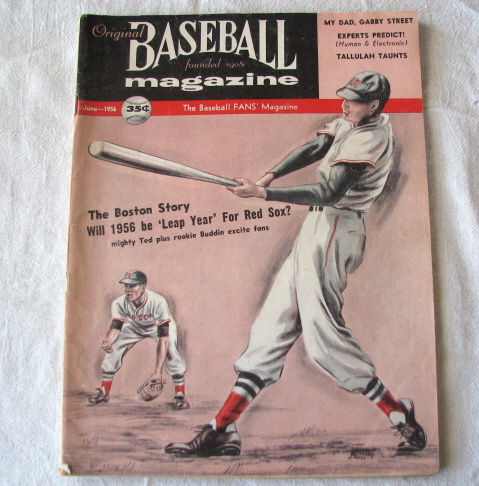 Original
BASEBALL
founded 1908
magazine
MY DAD, GABBY STREET
EXPERTS PREDICT!
(Human & Electronic)
TALLULAH TAUNTS
June—1956
35¢
The Baseball FANS' Magazine
The Boston Story
Will 1956 be 'Leap Year' For Red Sox?
mighty Ted plus rookie Buddin excite fans